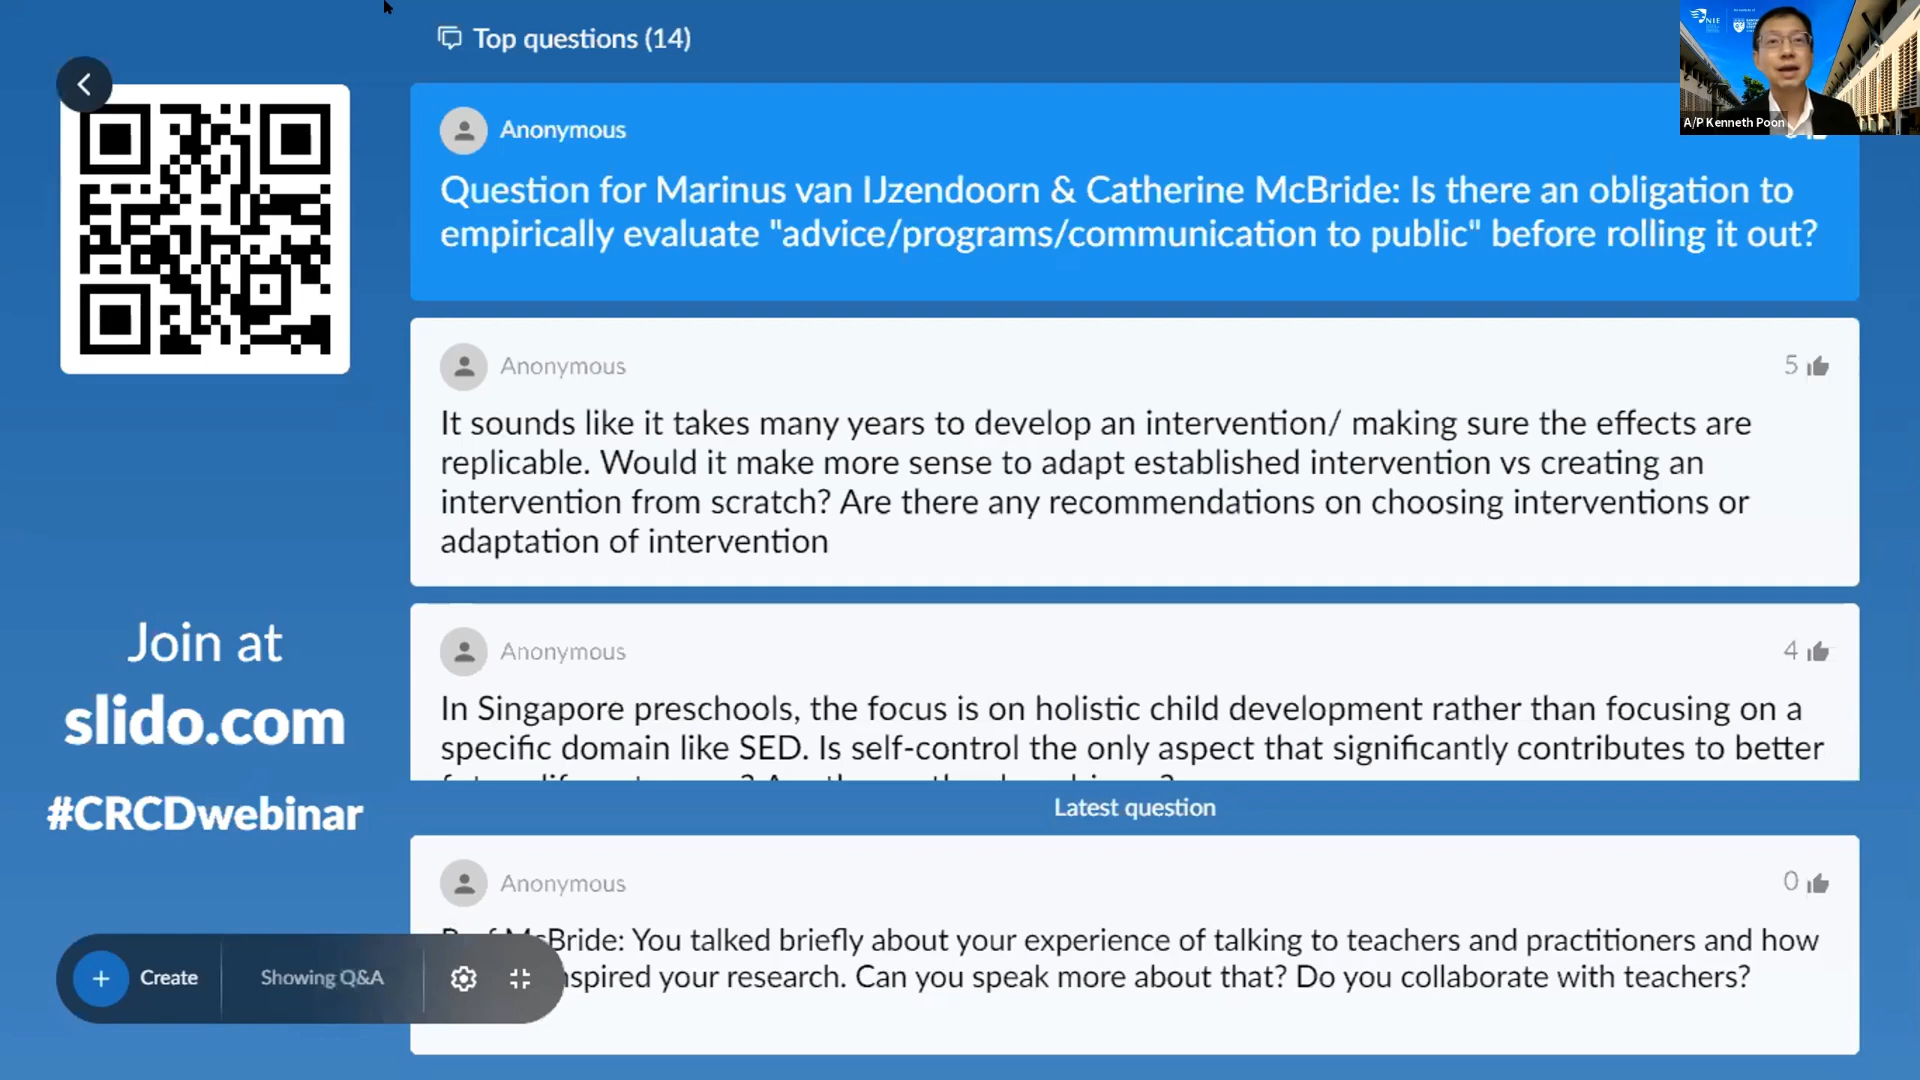 Top questions (14)
NIE
A/P Kenneth Poon
Anonymous
Question for Marinus van IJzendoorn & Catherine McBride: Is there an obligation to
empirically evaluate "advice/programs/communication to public" before rolling it out?
Anonymous
5
It sounds like it takes many years to develop an intervention/ making sure the effects are
replicable. Would it make more sense to adapt established intervention vs creating an
intervention from scratch? Are there any recommendations on choosing interventions or
adaptation of intervention
Anonymous
4
In Singapore preschools, the focus is on holistic child development rather than focusing on a
specific domain like SED. Is self-control the only aspect that significantly contributes to better
Latest question
Anonymous
0
McBride: You talked briefly about your experience of talking to teachers and practitioners and how
nspired your research. Can you speak more about that? Do you collaborate with teachers?
Join at
slido.com
#CRCDwebinar
Create
Showing Q&A